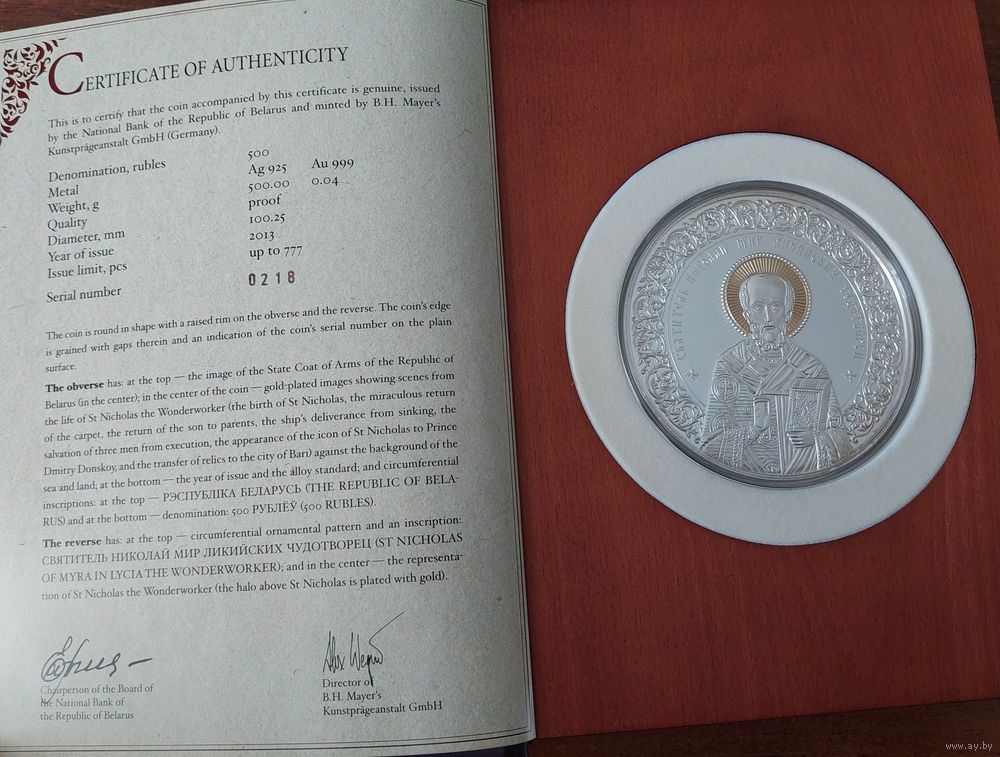 CERTIFICATE OF AUTHENTICITY
This is to certify that the coin accompanied by this certificate is genuine, issued
by the National Bank of the Republic of Belarus and minted by B.H. Mayer's
Kunstprägeanstalt GmbH (Germany).
Denomination, rubles 500
Metal Ag 925 Au 999
Weight, g 500.00 0.04
Quality proof
Diameter, mm 100.25
Year of issue 2013
Issue limit, pcs up to 777
Serial number 0218
The coin is round in shape with a raised rim on the obverse and the reverse. The coin's edge
is grained with gaps therein and an indication of the coin's serial number on the plain
surface.
The obverse has: at the top — the image of the State Coat of Arms of the Republic of
Belarus (in the center); in the center of the coin — gold-plated images showing scenes from
the life of St Nicholas the Wonderworker (the birth of St Nicholas, the miraculous return
of the carpet, the return of the son to parents, the ship's deliverance from sinking, the
salvation of three men from execution, the appearance of the icon of St Nicholas to Prince
Dmitry Donskoy, and the transfer of relics to the city of Bari) against the background of the
sea and land; at the bottom — the year of issue and the alloy standard; and circumferential
inscriptions: at the top — РЭСПУБЛІКА БЕЛАРУСЬ (THE REPUBLIC OF BELA-
RUS) and at the bottom — denomination: 500 РУБЛЁЎ (500 RUBLES).
The reverse has: at the top — circumferential ornamental pattern and an inscription:
СВЯТИТЕЛЬ НИКОЛАЙ МИР ЛИКИЙСКИХ ЧУДОТВОРЕЦ (ST NICHOLAS
OF MYRA IN LYCIA THE WONDERWORKER); and in the center — the representa-
tion of St Nicholas the Wonderworker (the halo above St Nicholas is plated with gold).
Chairperson of the Board of
the National Bank of
the Republic of Belarus
Director of
B.H. Mayer's
Kunstprägeanstalt GmbH
СВЯТИТЕЛЬ НИКОЛАЙ МИР ЛИКИЙСКИХ ЧУДОТВОРЕЦ
www.ay.by